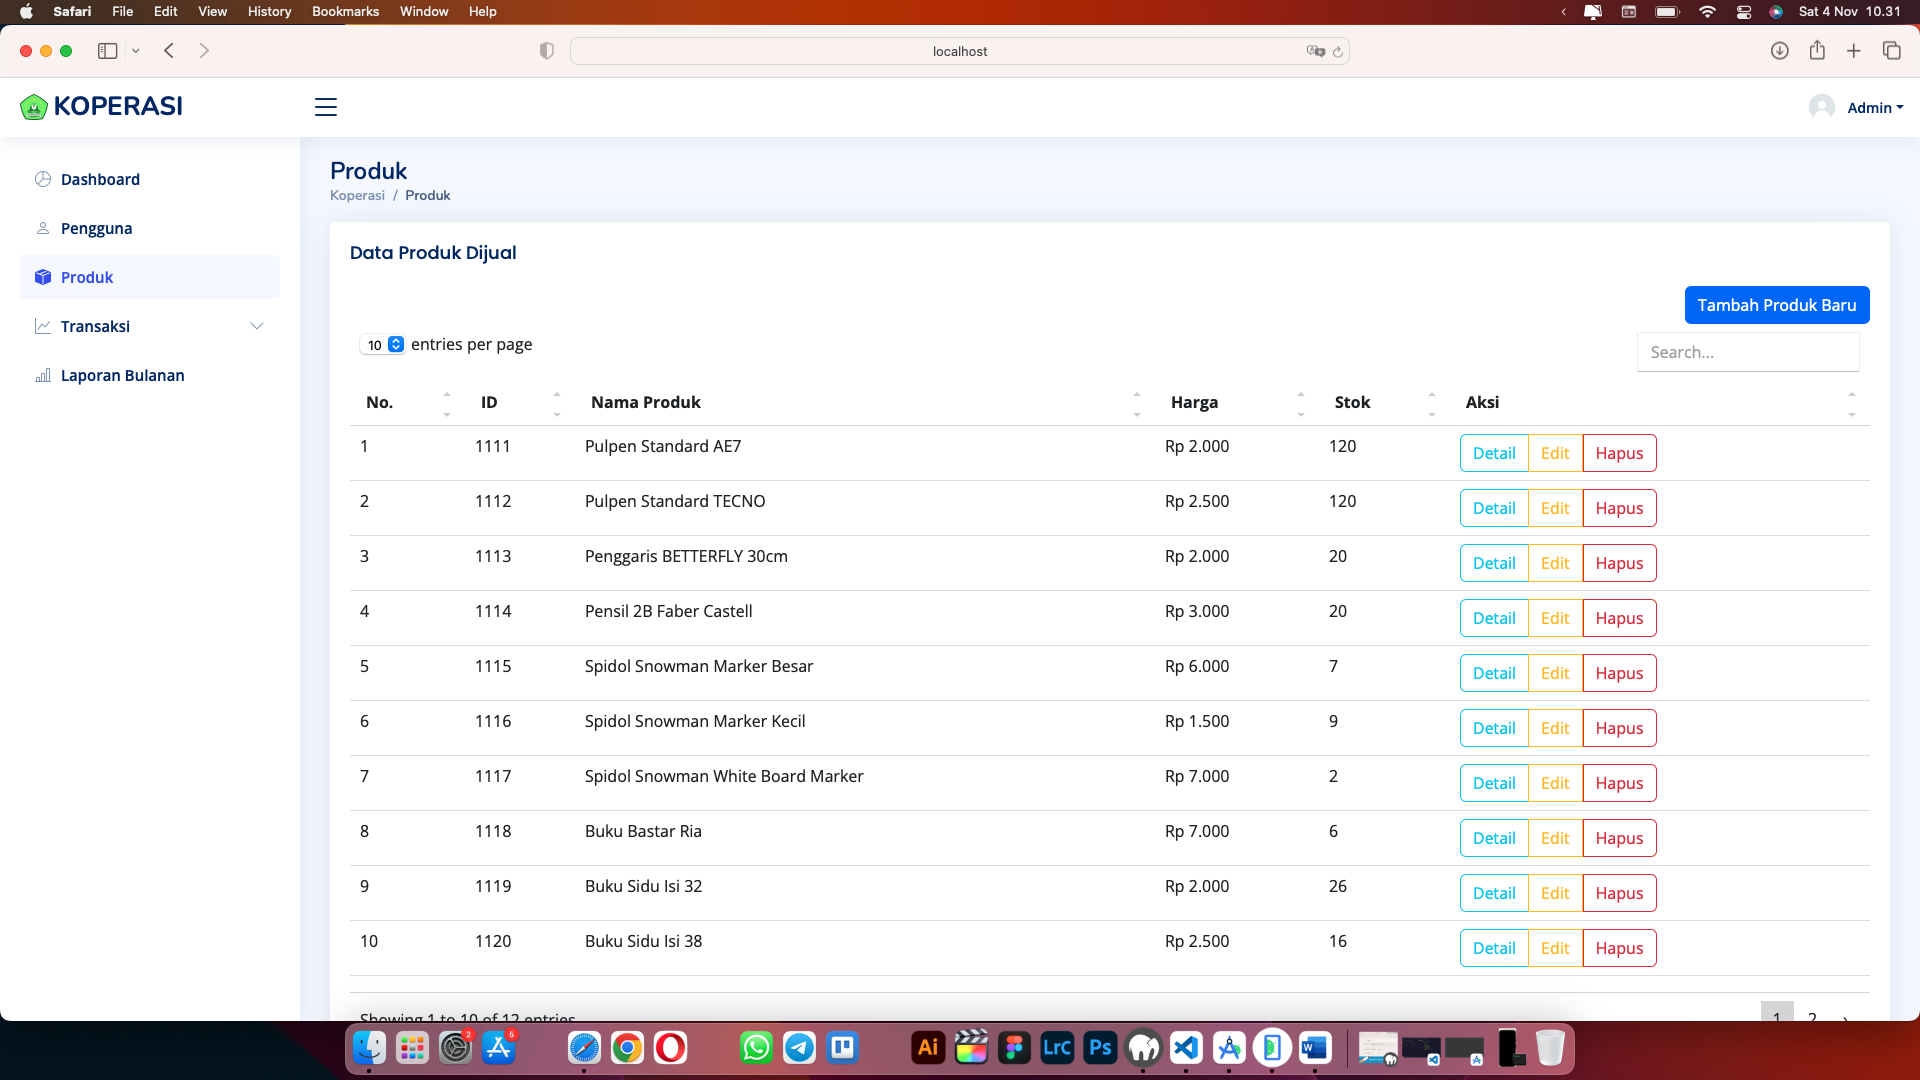 Safari File Edit View History Bookmarks Window Help Sat 4 Nov 10.31
localhost
KOPERASI
Admin
Dashboard
Pengguna
Produk
Transaksi
Laporan Bulanan
Produk
Koperasi / Produk
Data Produk Dijual
Tambah Produk Baru
10 entries per page
Search...
No. ID Nama Produk Harga Stok Aksi
1 1111 Pulpen Standard AE7 Rp 2.000 120 Detail Edit Hapus
2 1112 Pulpen Standard TECNO Rp 2.500 120 Detail Edit Hapus
3 1113 Penggaris BETTERFLY 30cm Rp 2.000 20 Detail Edit Hapus
4 1114 Pensil 2B Faber Castell Rp 3.000 20 Detail Edit Hapus
5 1115 Spidol Snowman Marker Besar Rp 6.000 7 Detail Edit Hapus
6 1116 Spidol Snowman Marker Kecil Rp 1.500 9 Detail Edit Hapus
7 1117 Spidol Snowman White Board Marker Rp 7.000 2 Detail Edit Hapus
8 1118 Buku Bastar Ria Rp 7.000 6 Detail Edit Hapus
9 1119 Buku Sidu Isi 32 Rp 2.000 26 Detail Edit Hapus
10 1120 Buku Sidu Isi 38 Rp 2.500 16 Detail Edit Hapus
Showing 1 to 10 of 12 entries 1 2 ›
2 5 Ai LrC Ps W